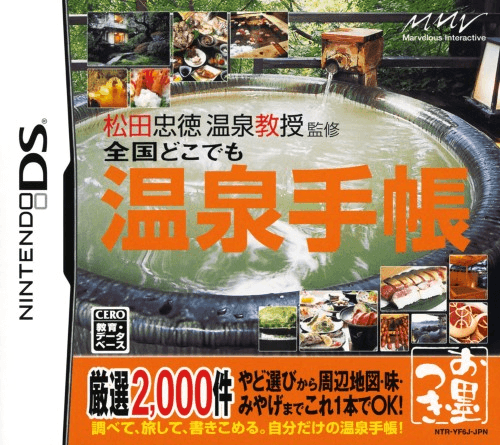 MMV
Marvelous Interactive
NINTENDO DS
松田忠徳 温泉教授 監修
全国どこでも
温泉手帳
CERO
教育・
データベース
厳選2,000件
やど選びから周辺地図・味・
みやげまでこれ1本でOK!
調べて、旅して、書きこめる。自分だけの温泉手帳!
お墨つき
NTR-YF6J-JPN